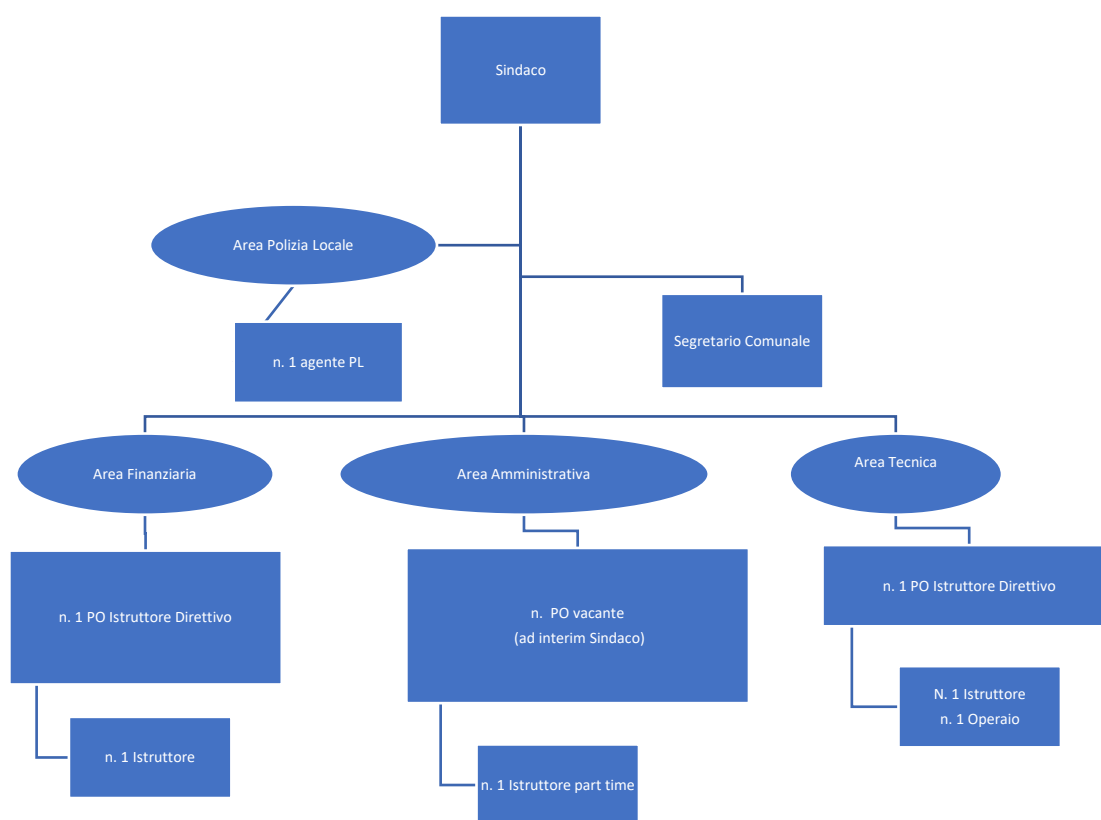 Sindaco
Area Polizia Locale
Segretario Comunale
n. 1 agente PL
Area Finanziaria
Area Amministrativa
Area Tecnica
n. 1 PO Istruttore Direttivo
n. PO vacante
(ad interim Sindaco)
n. 1 PO Istruttore Direttivo
N. 1 Istruttore
n. 1 Operaio
n. 1 Istruttore
n. 1 Istruttore part time